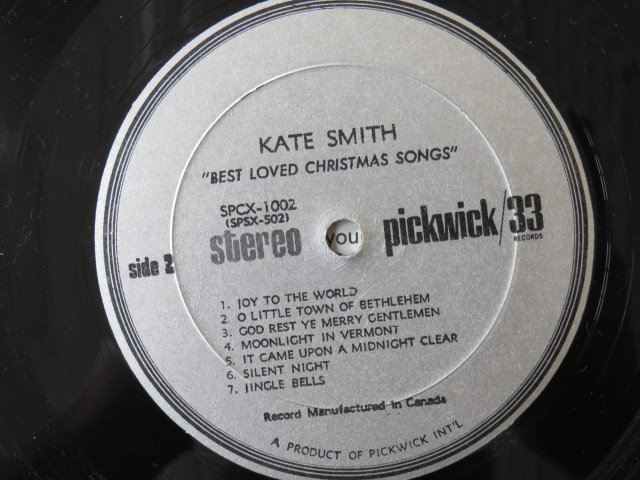 KATE SMITH
"BEST LOVED CHRISTMAS SONGS"
SPCX-1002
(SPSX-502)
stereo you pickwick/33
RECORDS
side 2
1. JOY TO THE WORLD
2. O LITTLE TOWN OF BETHLEHEM
3. GOD REST YE MERRY GENTLEMEN
4. MOONLIGHT IN VERMONT
5. IT CAME UPON A MIDNIGHT CLEAR
6. SILENT NIGHT
7. JINGLE BELLS
Record Manufactured in Canada
A PRODUCT OF PICKWICK INT'L